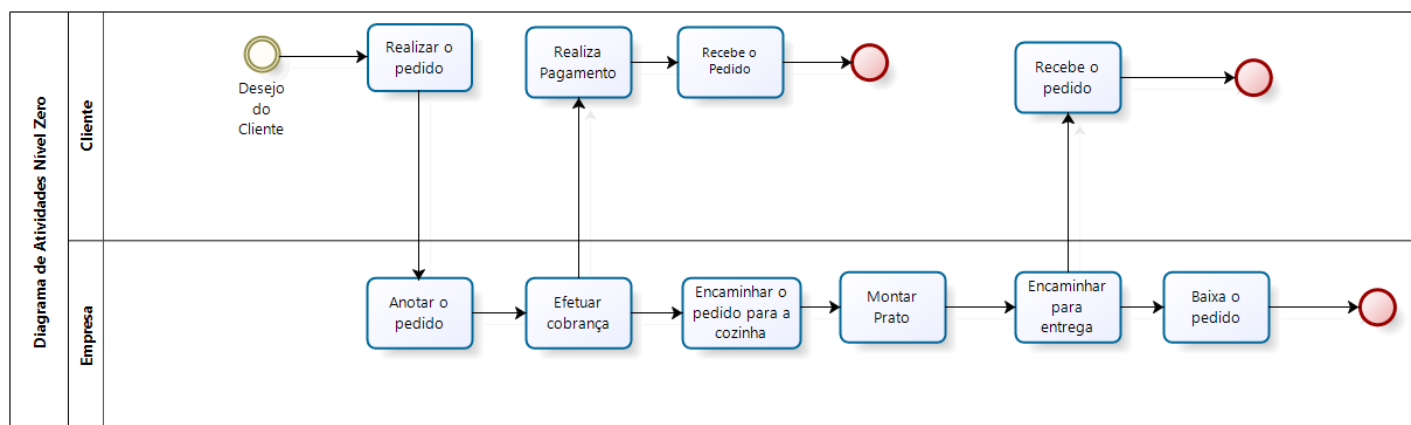 Diagrama de Atividades Nivel Zero
Cliente
Desejo
do
Cliente
Realizar o
pedido
Realiza
Pagamento
Recebe o
Pedido
Recebe o
pedido
Empresa
Anotar o
pedido
Efetuar
cobrança
Encaminhar o
pedido para a
cozinha
Montar
Prato
Encaminhar
para
entrega
Baixa o
pedido